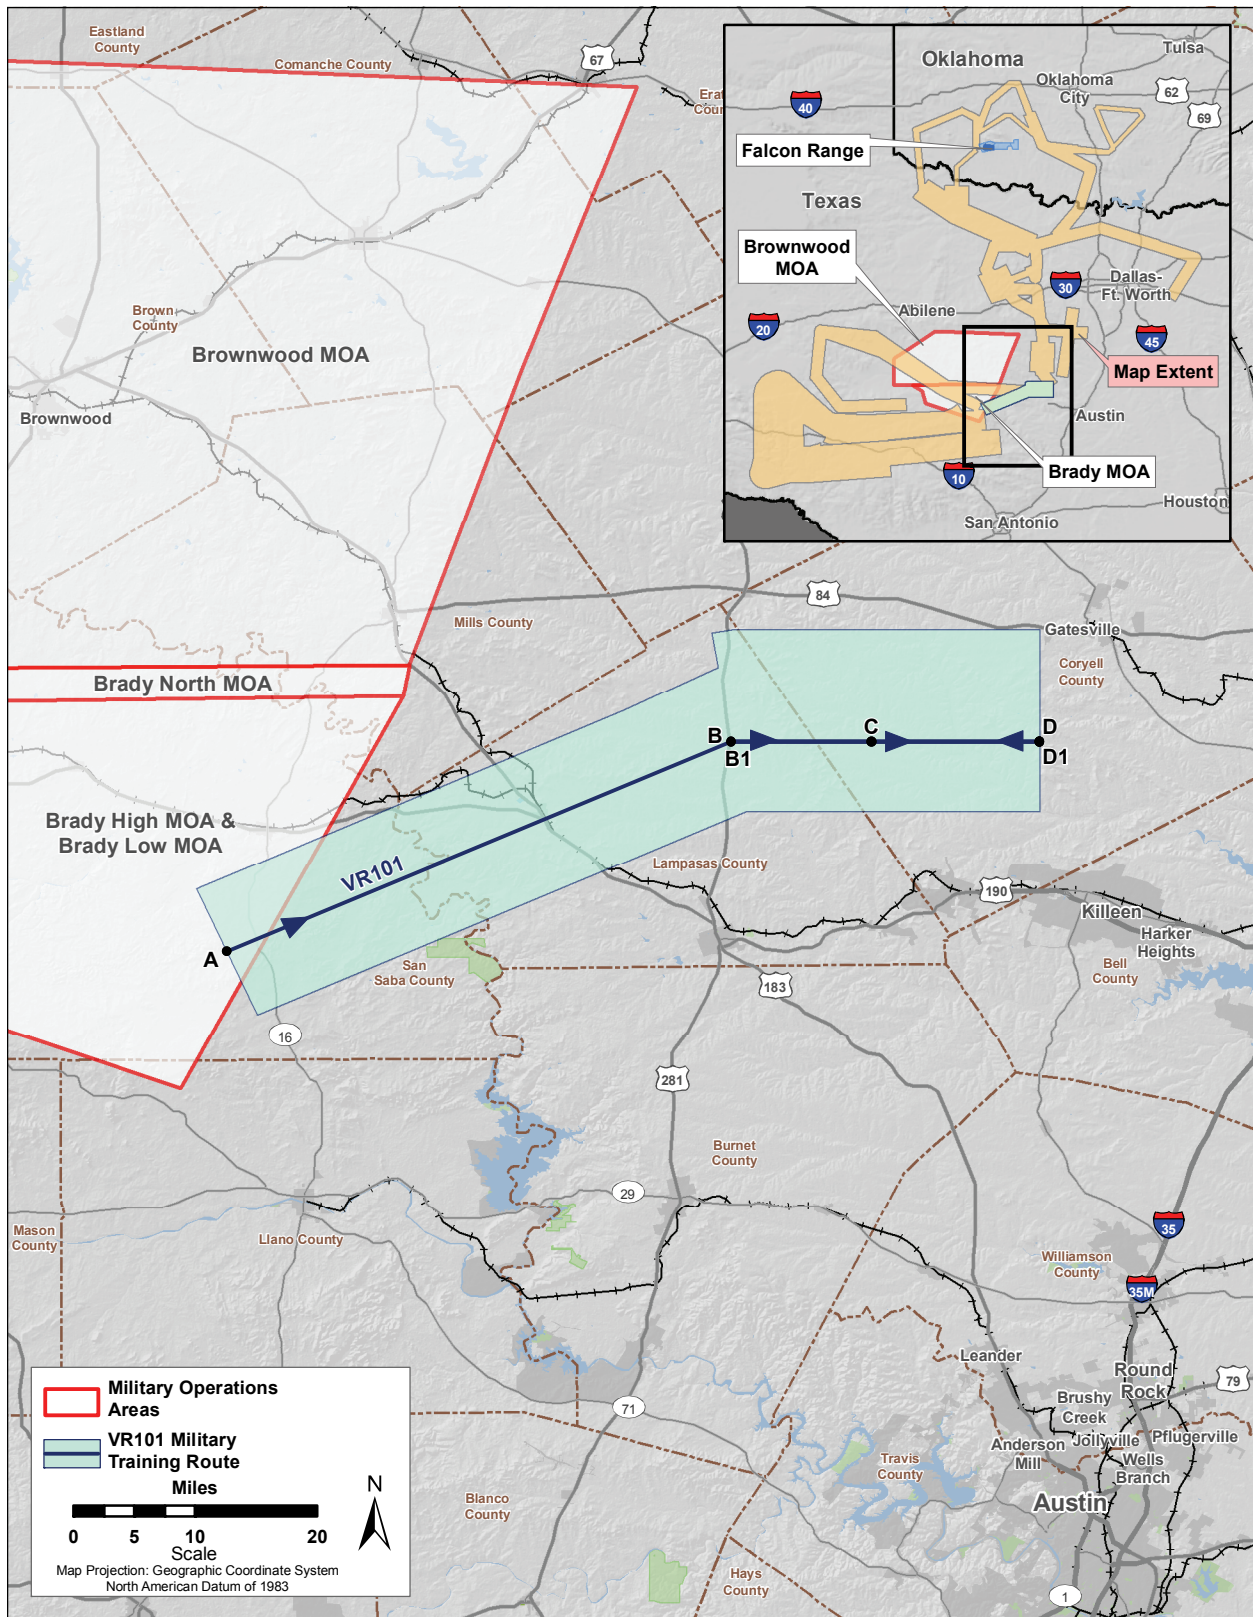 Eastland
County
Comanche County
67
Erat
Coun
Brown
County
Brownwood MOA
Brownwood
Oklahoma
Tulsa
Oklahoma
City
62
69
40
Falcon Range
Texas
Brownwood
MOA
30
Dallas-
Ft. Worth
Abilene
20
45
Map Extent
Austin
Brady MOA
10
Houston
San Antonio
84
Mills County
Gatesville
Coryell
County
Brady North MOA
B
B1
C
D
D1
Brady High MOA &
Brady Low MOA
VR101
Lampasas County
190
Killeen
Harker
Heights
A
San
Saba County
Bell
County
183
16
281
Burnet
County
29
Mason
County
Llano County
35
Williamson
County
35M
Leander
Round
Rock
79
Brushy
Creek
71
Anderson
Mill
Jollyville
Pflugerville
Wells
Branch
Travis
County
Austin
Blanco
County
Hays
County
1
Military Operations
Areas
VR101 Military
Training Route
Miles
0 5 10 20
Scale
N
Map Projection: Geographic Coordinate System
North American Datum of 1983